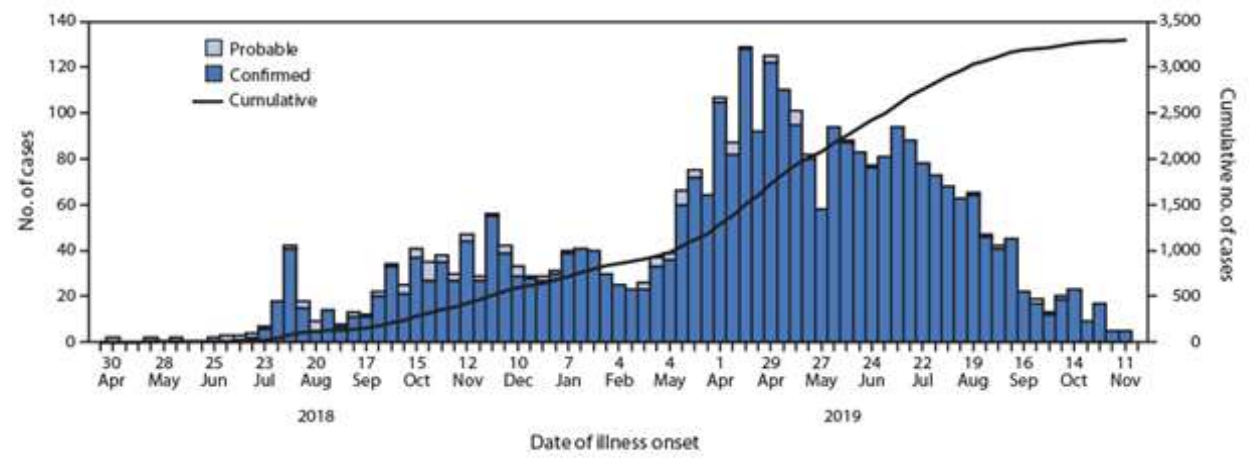 140
120
100
80
60
40
20
0
No. of cases
Probable
Confirmed
Cumulative
3,500
3,000
2,500
2,000
1,500
1,000
500
0
Cumulative no. of cases
30 28 25 23 20 17 15 12 10 7 4 4 1 29 27 24 22 19 16 14 11
Apr May Jun Jul Aug Sep Oct Nov Dec Jan Feb May Apr Apr May Jun Jul Aug Sep Oct Nov
2018 2019
Date of illness onset